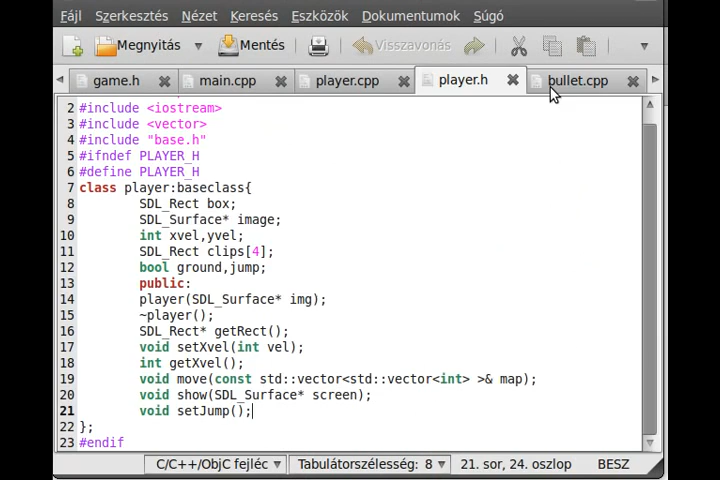 Fájl Szerkesztés Nézet Keresés Eszközök Dokumentumok Súgó
Megnyitás Mentés Visszavonás
game.h main.cpp player.cpp player.h bullet.cpp
2 #include <iostream>
3 #include <vector>
4 #include "base.h"
5 #ifndef PLAYER_H
6 #define PLAYER_H
7 class player:baseclass{
8 SDL_Rect box;
9 SDL_Surface* image;
10 int xvel,yvel;
11 SDL_Rect clips[4];
12 bool ground,jump;
13 public:
14 player(SDL_Surface* img);
15 ~player();
16 SDL_Rect* getRect();
17 void setXvel(int vel);
18 int getXvel();
19 void move(const std::vector<std::vector<int> >& map);
20 void show(SDL_Surface* screen);
21 void setJump();
22 };
23 #endif
C/C++/ObjC fejléc Tabulátorszélesség: 8 21. sor, 24. oszlop BESZ